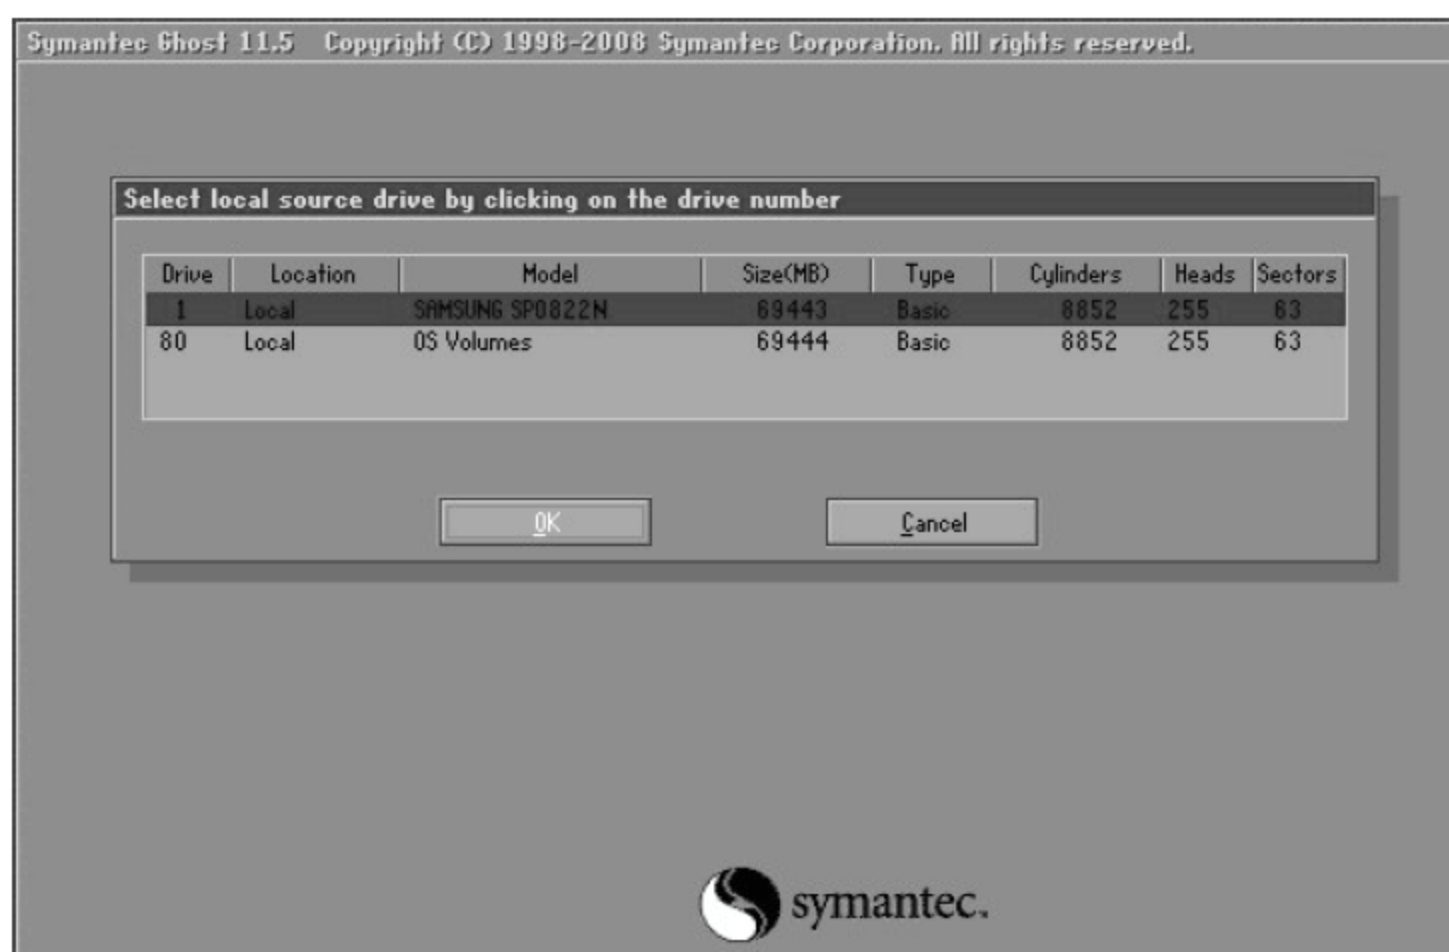 Symantec Ghost 11.5 Copyright (C) 1998-2008 Symantec Corporation. All rights reserved.
Select local source drive by clicking on the drive number
Drive Location Model Size(MB) Type Cylinders Heads Sectors
1 Local SAMSUNG SP0822N 69443 Basic 8852 255 63
80 Local OS Volumes 69444 Basic 8852 255 63
OK Cancel
symantec.